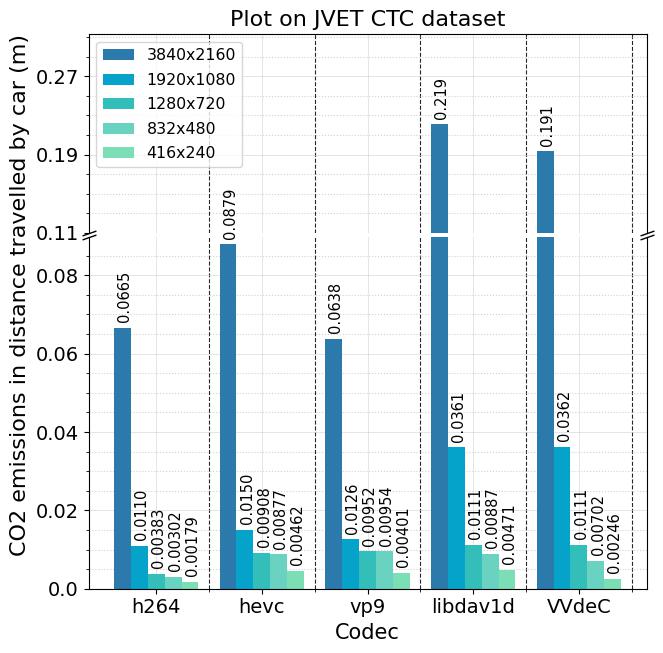 Plot on JVET CTC dataset
3840x2160
1920x1080
1280x720
832x480
416x240
CO2 emissions in distance travelled by car (m)
0.27
0.19
0.11
0.08
0.06
0.04
0.02
0.0
0.0665
0.0110
0.00383
0.00302
0.00179
0.0879
0.0150
0.00908
0.00877
0.00462
0.0638
0.0126
0.00952
0.00954
0.00401
0.219
0.0361
0.0111
0.00887
0.00471
0.191
0.0362
0.0111
0.00702
0.00246
h264
hevc
vp9
libdav1d
VVdeC
Codec